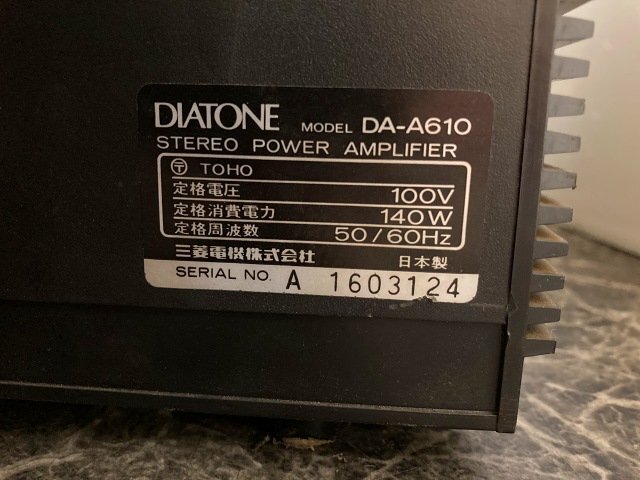 DIATONE MODEL DA-A610
STEREO POWER AMPLIFIER
〒 TOHO
定格電圧 100V
定格消費電力 140W
定格周波数 50/60Hz
三菱電機株式会社 日本製
SERIAL NO. A 1603124